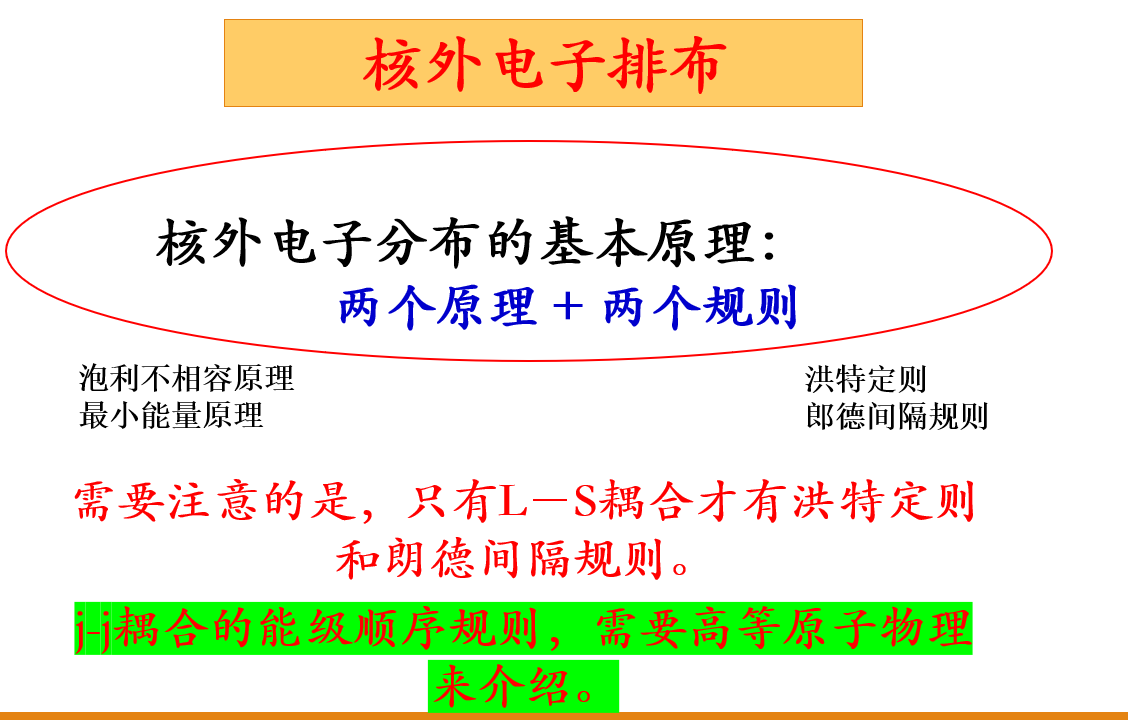 核外电子排布
核外电子分布的基本原理：
两个原理＋两个规则
泡利不相容原理
最小能量原理
洪特定则
郎德间隔规则
需要注意的是，只有L－S耦合才有洪特定则
和朗德间隔规则。
j-j耦合的能级顺序规则，需要高等原子物理
来介绍。